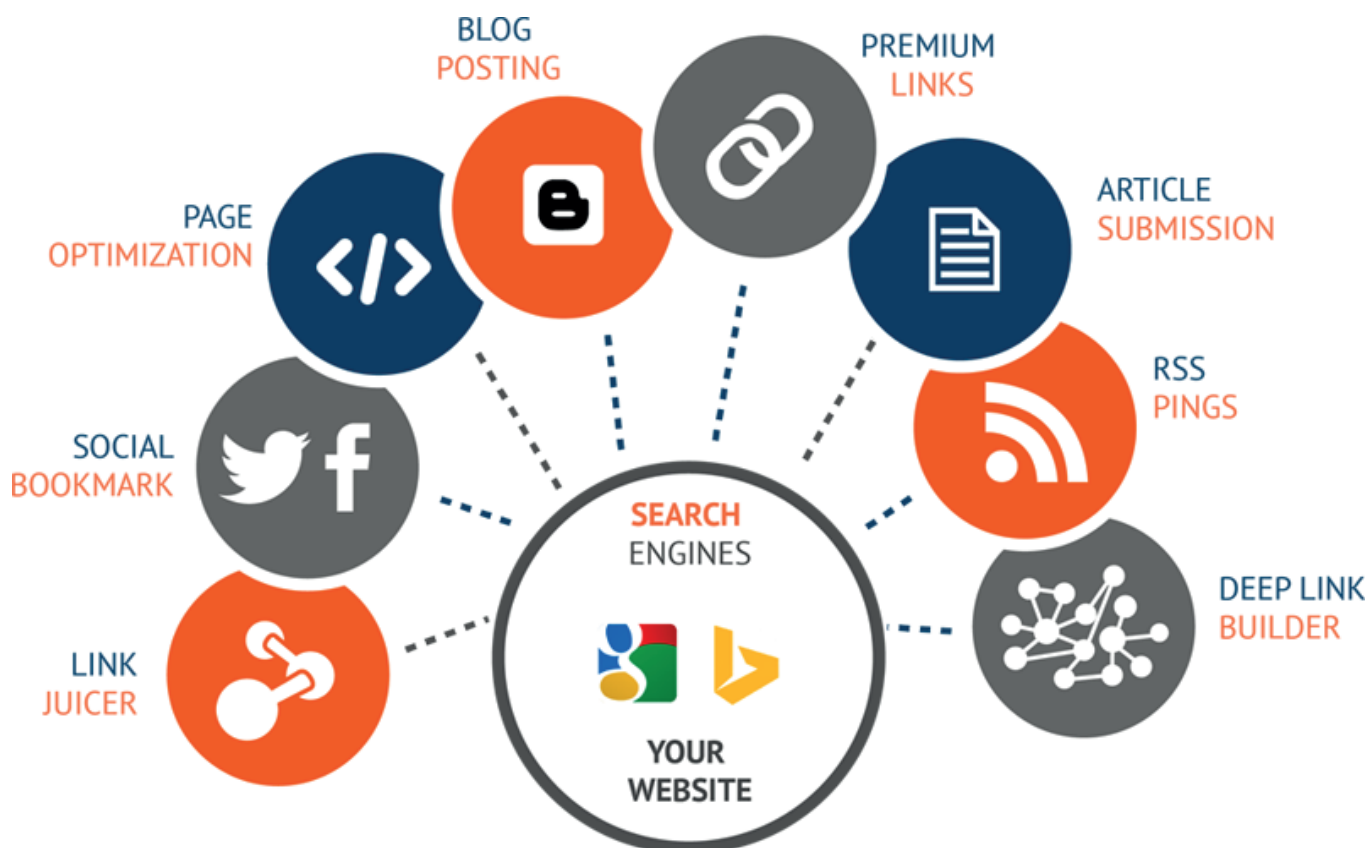 BLOG
POSTING
PREMIUM
LINKS
PAGE
OPTIMIZATION
ARTICLE
SUBMISSION
SOCIAL
BOOKMARK
RSS
PINGS
LINK
JUICER
DEEP LINK
BUILDER
SEARCH
ENGINES
YOUR
WEBSITE